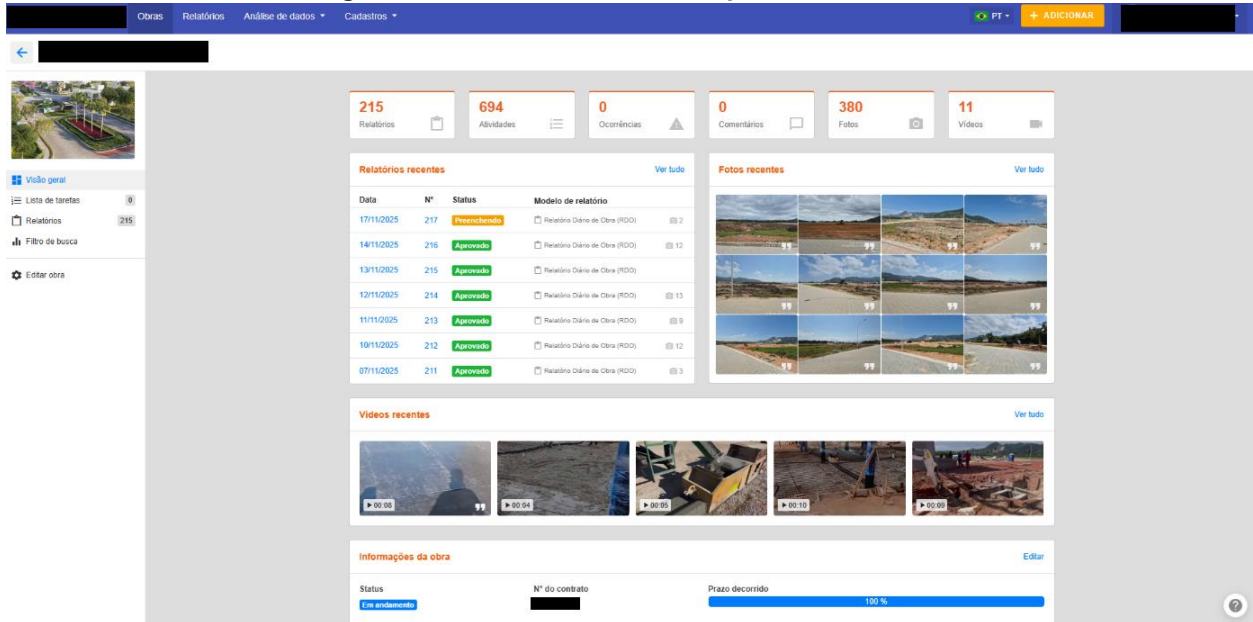 Obras Relatórios Análise de dados Cadastros PT + ADICIONAR
215 694 0 0 380 11
Relatórios Atividades Ocorrências Comentários Fotos Vídeos
Visão geral
Lista de tarefas 0
Relatórios 215
Filtro de busca
Editar obra
Relatórios recentes Ver tudo
Data N° Status Modelo de relatório
17/11/2025 217 Preenchendo Relatório Diário de Obra (RDO) 2
14/11/2025 216 Aprovado Relatório Diário de Obra (RDO) 12
13/11/2025 215 Aprovado Relatório Diário de Obra (RDO)
12/11/2025 214 Aprovado Relatório Diário de Obra (RDO) 13
11/11/2025 213 Aprovado Relatório Diário de Obra (RDO) 9
10/11/2025 212 Aprovado Relatório Diário de Obra (RDO) 12
07/11/2025 211 Aprovado Relatório Diário de Obra (RDO) 3
Fotos recentes Ver tudo
Vídeos recentes Ver tudo
00:08 00:04 00:05 00:10 00:09
Informações da obra Editar
Status N° do contrato Prazo decorrido
Em andamento 100 %